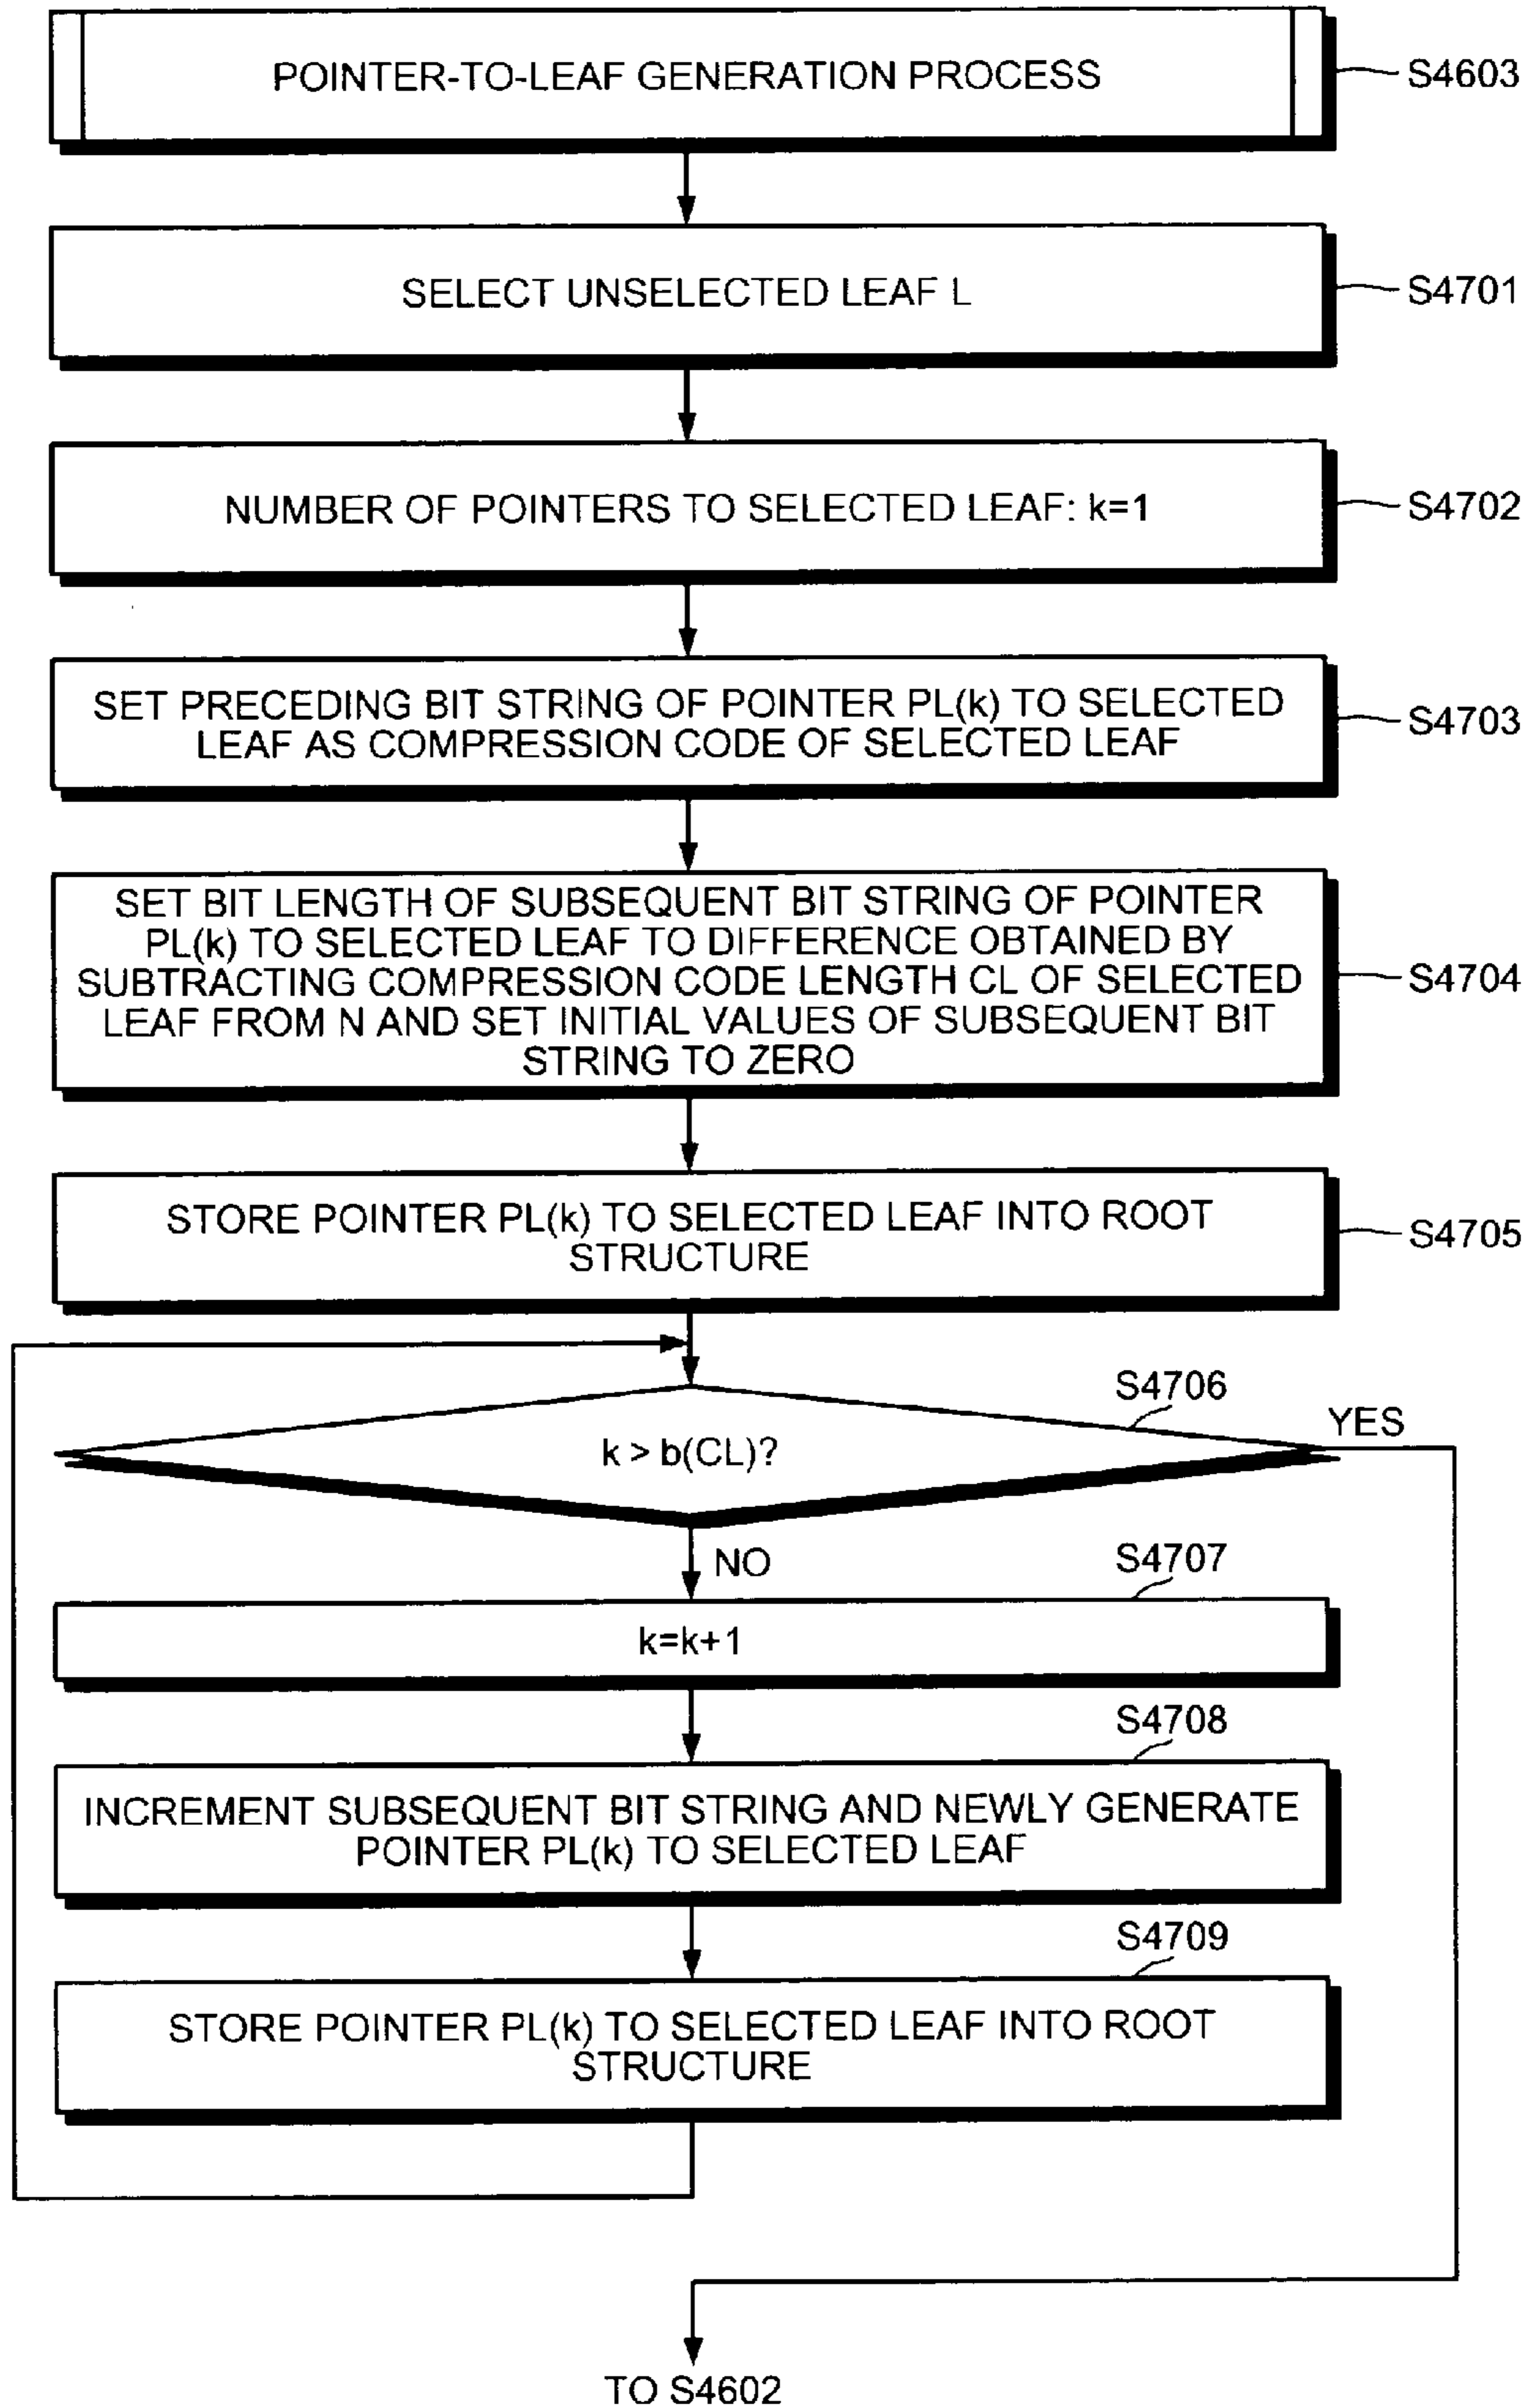 POINTER-TO-LEAF GENERATION PROCESS
S4603
SELECT UNSELECTED LEAF L
S4701
NUMBER OF POINTERS TO SELECTED LEAF: k=1
S4702
SET PRECEDING BIT STRING OF POINTER PL(k) TO SELECTED
LEAF AS COMPRESSION CODE OF SELECTED LEAF
S4703
SET BIT LENGTH OF SUBSEQUENT BIT STRING OF POINTER
PL(k) TO SELECTED LEAF TO DIFFERENCE OBTAINED BY
SUBTRACTING COMPRESSION CODE LENGTH CL OF SELECTED
LEAF FROM N AND SET INITIAL VALUES OF SUBSEQUENT BIT
STRING TO ZERO
S4704
STORE POINTER PL(k) TO SELECTED LEAF INTO ROOT
STRUCTURE
S4705
S4706
k > b(CL)?
YES
NO
S4707
k=k+1
S4708
INCREMENT SUBSEQUENT BIT STRING AND NEWLY GENERATE
POINTER PL(k) TO SELECTED LEAF
S4709
STORE POINTER PL(k) TO SELECTED LEAF INTO ROOT
STRUCTURE
TO S4602